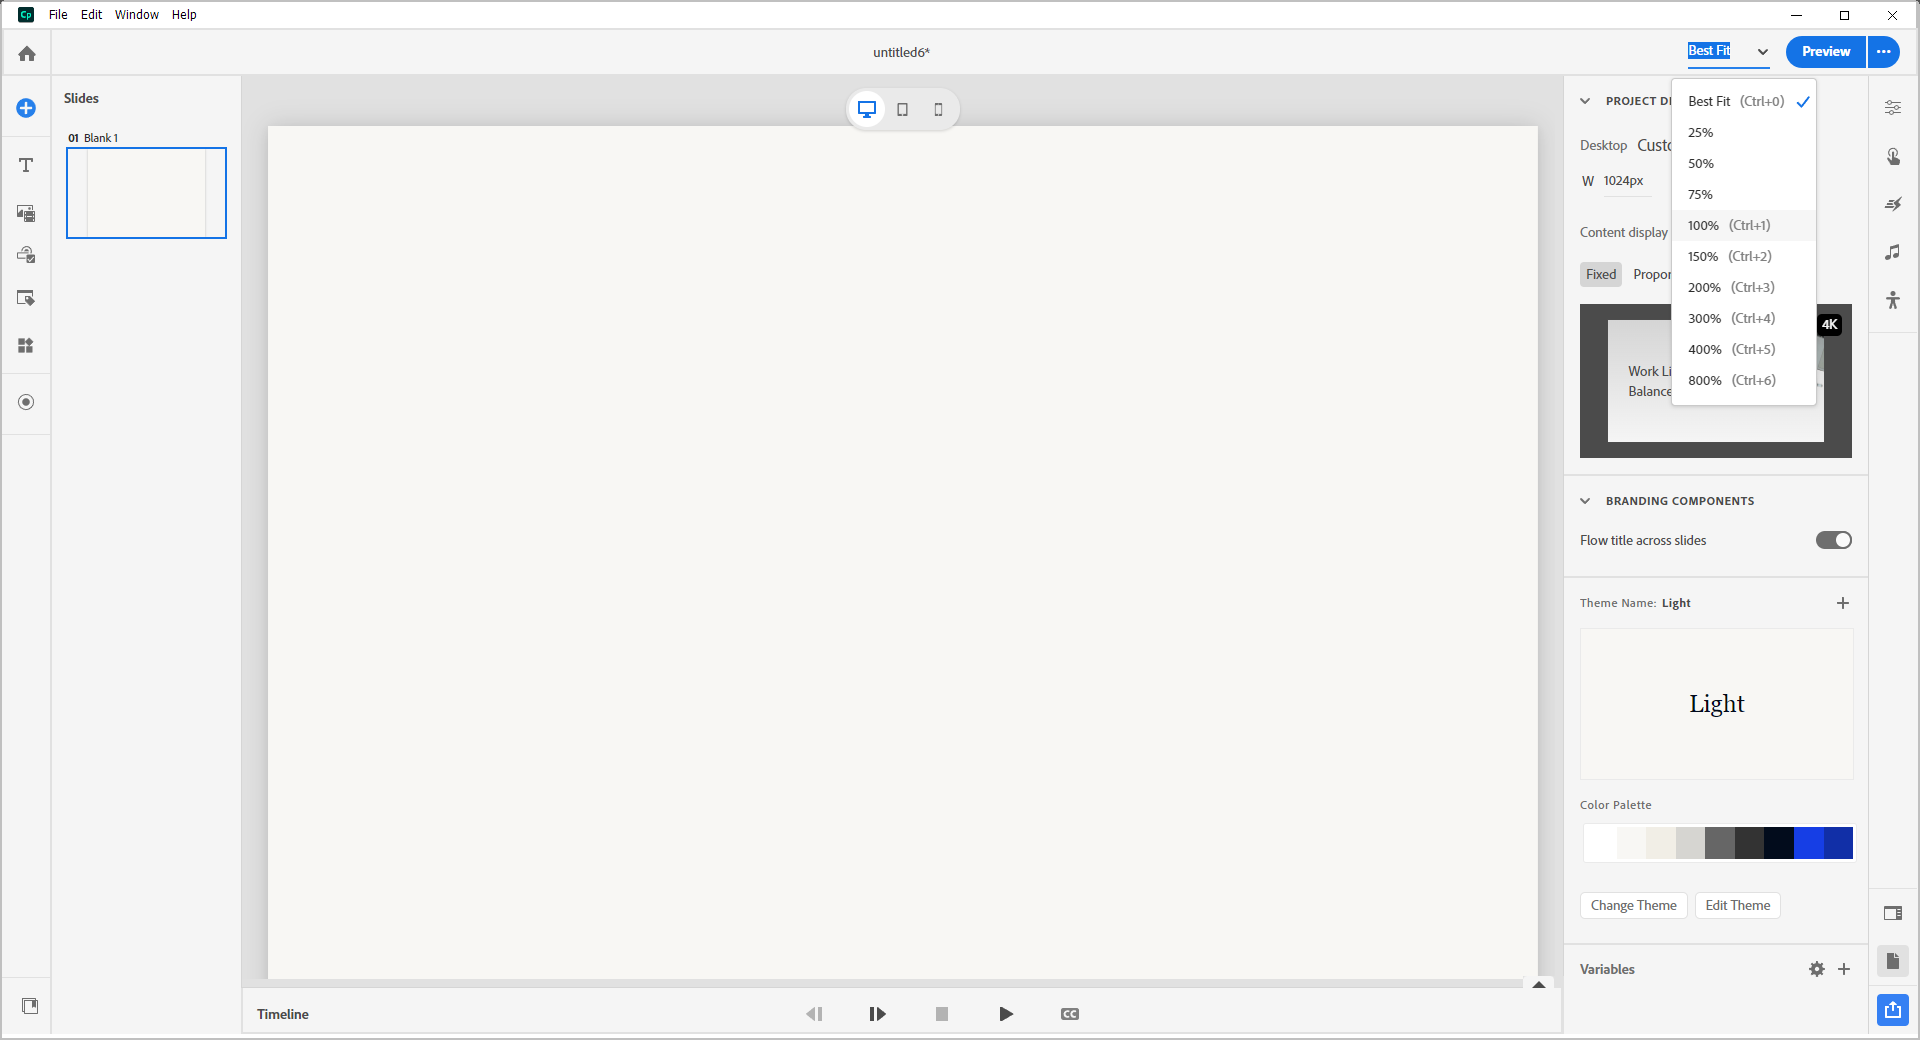 Cp File Edit Window Help
untitled6*
Best Fit
Preview
Slides
01 Blank 1
PROJECT D
Desktop Custo
W 1024px
Content display
Fixed Propor
4K
Work Li
Balance
Best Fit (Ctrl+0)
25%
50%
75%
100% (Ctrl+1)
150% (Ctrl+2)
200% (Ctrl+3)
300% (Ctrl+4)
400% (Ctrl+5)
800% (Ctrl+6)
BRANDING COMPONENTS
Flow title across slides
Theme Name: Light
Light
Color Palette
Change Theme Edit Theme
Variables
Timeline
CC